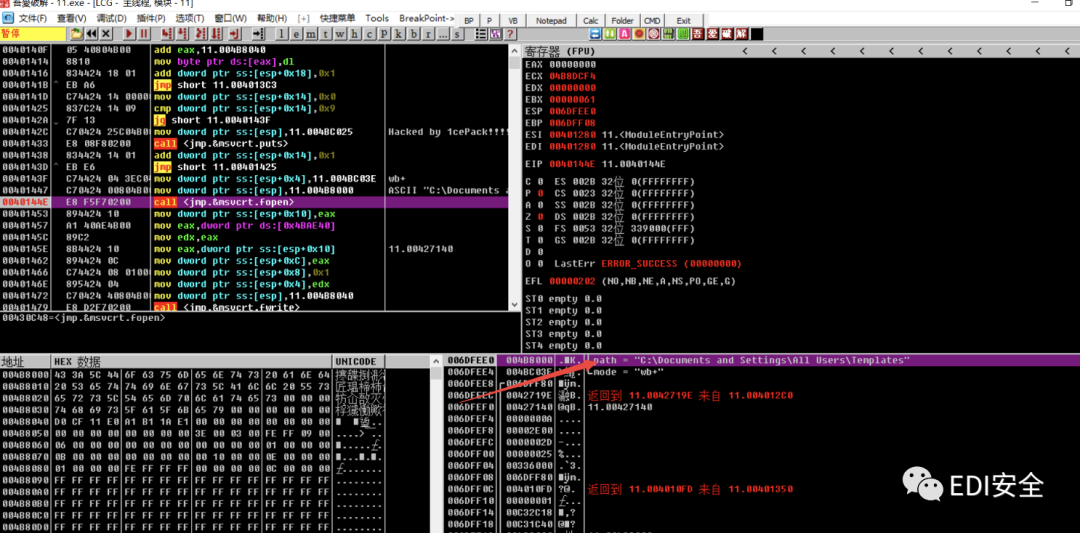 吾愛破解 - 11.exe - [LCG - 主线程, 模块 - 11]
文件(F) 查看(V) 调试(D) 插件(P) 选项(T) 窗口(W) 帮助(H) [+] 快捷菜单 Tools BreakPoint-> BP P VB Notepad Calc Folder CMD Exit
暂停 l e m t w h c P k b r ... s ? 吾 爱 破 解
0040140F 05 40804B00 add eax,11.004B8040
00401414 8810 mov byte ptr ds:[eax],dl
00401416 834424 18 01 add dword ptr ss:[esp+0x18],0x1
0040141B EB A6 jmp short 11.004013C3
0040141D C74424 14 00000 mov dword ptr ss:[esp+0x14],0x0
00401425 837C24 14 09 cmp dword ptr ss:[esp+0x14],0x9
0040142A 7F 13 jg short 11.0040143F
0040142C C70424 25C04B0 mov dword ptr ss:[esp],11.004BC025 Hacked by 1cePack!!!!
00401433 E8 08F80200 call <jmp.&msvcrt.puts>
00401438 834424 14 01 add dword ptr ss:[esp+0x14],0x1
0040143D EB E6 jmp short 11.00401425
0040143F C74424 04 3EC0 mov dword ptr ss:[esp+0x4],11.004BC03E wb+
00401447 C70424 00804B0 mov dword ptr ss:[esp],11.004B8000 ASCII "C:\Documents a
0040144E E8 F5F70200 call <jmp.&msvcrt.fopen>
00401453 894424 10 mov dword ptr ss:[esp+0x10],eax
00401457 A1 40AE4B00 mov eax,dword ptr ds:[0x4BAE40]
0040145C 89C2 mov edx,eax
0040145E 8B4424 10 mov eax,dword ptr ss:[esp+0x10] 11.00427140
00401462 894424 0C mov dword ptr ss:[esp+0xC],eax
00401466 C74424 08 0100 mov dword ptr ss:[esp+0x8],0x1
0040146E 895424 04 mov dword ptr ss:[esp+0x4],edx
00401472 C70424 40804B0 mov dword ptr ss:[esp],11.004B8040
00401479 E8 D2F70200 call <jmp.&msvcrt.fwrite>
00430C48=<jmp.&msvcrt.fopen>
寄存器 (FPU) < < < < < < < < < <
EAX 00000000
ECX 04B8DCF4
EDX 00000000
EBX 00000061
ESP 006DFEE0
EBP 006DFF08
ESI 00401280 11.<ModuleEntryPoint>
EDI 00401280 11.<ModuleEntryPoint>
EIP 0040144E 11.0040144E
C 0 ES 002B 32位 0(FFFFFFFF)
P 0 CS 0023 32位 0(FFFFFFFF)
A 0 SS 002B 32位 0(FFFFFFFF)
Z 0 DS 002B 32位 0(FFFFFFFF)
S 0 FS 0053 32位 339000(FFF)
T 0 GS 002B 32位 0(FFFFFFFF)
D 0
O 0 LastErr ERROR_SUCCESS (00000000)
EFL 00000202 (NO,NB,NE,A,NS,PO,GE,G)
ST0 empty 0.0
ST1 empty 0.0
ST2 empty 0.0
ST3 empty 0.0
ST4 empty 0.0
地址 HEX 数据 UNICODE
004B8000 43 3A 5C 44 6F 63 75 6D 65 6E 74 73 20 61 6E 64
004B8010 20 53 65 74 74 69 6E 67 73 5C 41 6C 6C 20 55 73
004B8020 65 72 73 5C 54 65 6D 70 6C 61 74 65 73 00 00 00
004B8030 74 68 69 73 5F 61 5F 6B 65 79 00 00 00 00 00 00
004B8040 D0 CF 11 E0 A1 B1 1A E1 00 00 00 00 00 00 00 00
004B8050 00 00 00 00 00 00 00 00 3E 00 03 00 FE FF 09 00
004B8060 06 00 00 00 00 00 00 00 00 00 00 00 01 00 00 00
004B8070 0B 00 00 00 00 00 00 00 00 10 00 00 0E 00 00 00
004B8080 01 00 00 00 FE FF FF FF 00 00 00 00 0C 00 00 00
004B8090 FF FF FF FF FF FF FF FF FF FF FF FF FF FF FF FF
004B80A0 FF FF FF FF FF FF FF FF FF FF FF FF FF FF FF FF
004B80B0 FF FF FF FF FF FF FF FF FF FF FF FF FF FF FF FF
004B80C0 FF FF FF FF FF FF FF FF FF FF FF FF FF FF FF FF
004B80D0 FF FF FF FF FF FF FF FF FF FF FF FF FF FF FF FF
006DFEE0 004B8000 path = "C:\Documents and Settings\All Users\Templates"
006DFEE4 004BC03E mode = "wb+"
006DFEE8 006DFF80
006DFEEC 0042719E 返回到 11.0042719E 来自 11.004012C0
006DFEF0 00427140 @qB. 11.00427140
006DFEF4 0000000A
006DFEF8 00002E00
006DFEFC 0000002D -...
006DFF00 00000025 %...
006DFF04 00336000 .`3.
006DFF08 006DFF80
006DFF0C 004010FD 返回到 11.004010FD 来自 11.00401350
006DFF10 00000001
006DFF14 00C32C18
006DFF18 00C31C40
EDI安全